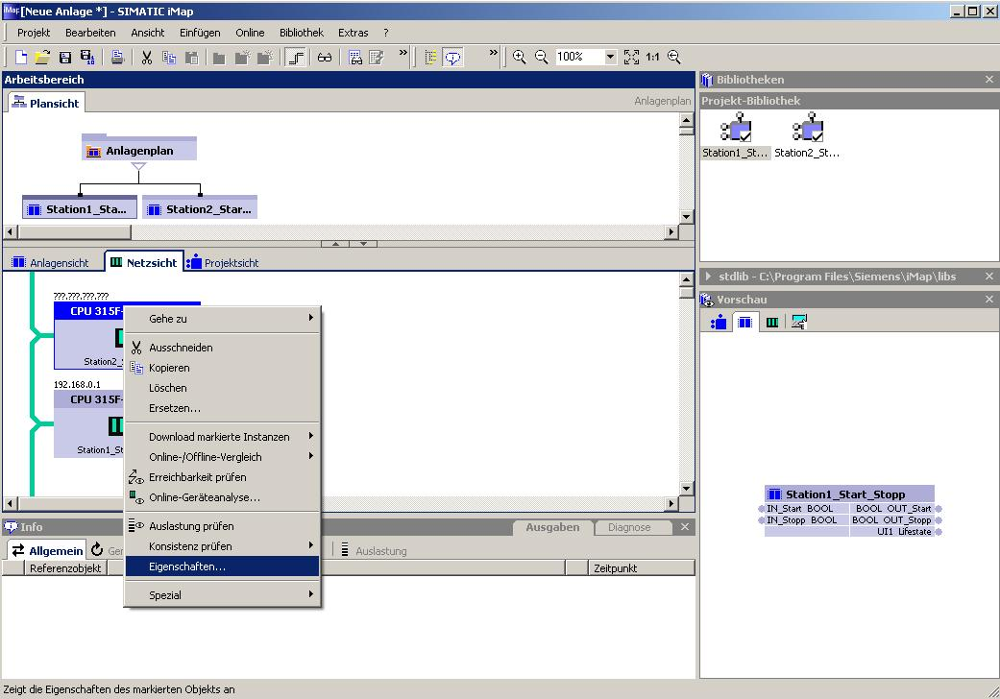 [Neue Anlage *] - SIMATIC iMap
Projekt Bearbeiten Ansicht Einfügen Online Bibliothek Extras ?
100% 1:1
Arbeitsbereich
Plansicht
Anlagenplan
Anlagenplan
Station1_Sta...
Station2_Star...
Anlagensicht
Netzsicht
Projektsicht
???.???.???.???
CPU 315F-
Station2_
192.168.0.1
CPU 315F-
Station1_St
Gehe zu
Ausschneiden
Kopieren
Löschen
Ersetzen...
Download markierte Instanzen
Online-/Offline-Vergleich
Erreichbarkeit prüfen
Online-Geräteanalyse...
Auslastung prüfen
Konsistenz prüfen
Eigenschaften...
Spezial
Info
Ausgaben
Diagnose
Allgemein
Ger
Auslastung
Referenzobjekt
Zeitpunkt
Bibliotheken
Projekt-Bibliothek
Station1_St...
Station2_St...
stdlib - C:\Program Files\Siemens\iMap\libs
Vorschau
Station1_Start_Stopp
IN_Start BOOL BOOL OUT_Start
IN_Stopp BOOL BOOL OUT_Stopp
UI1 Lifestate
Zeigt die Eigenschaften des markierten Objekts an